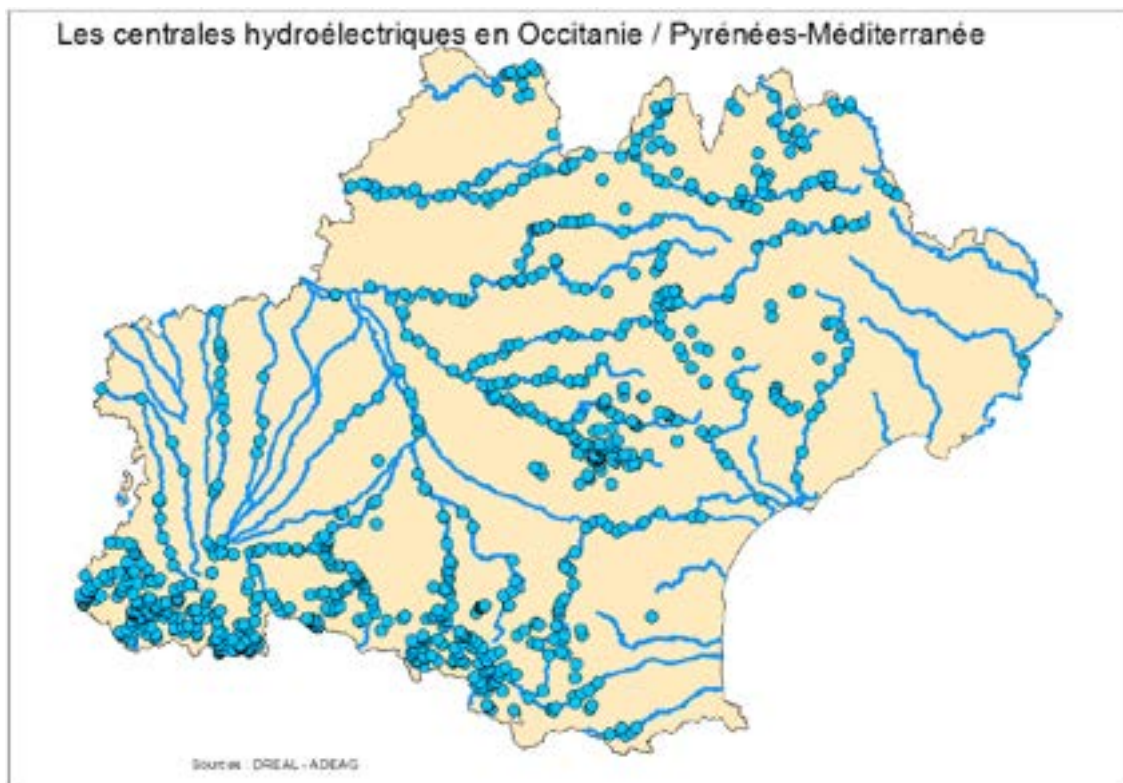 Les centrales hydroélectriques en Occitanie / Pyrénées-Méditerranée
Sources : DREAL - ADEAG